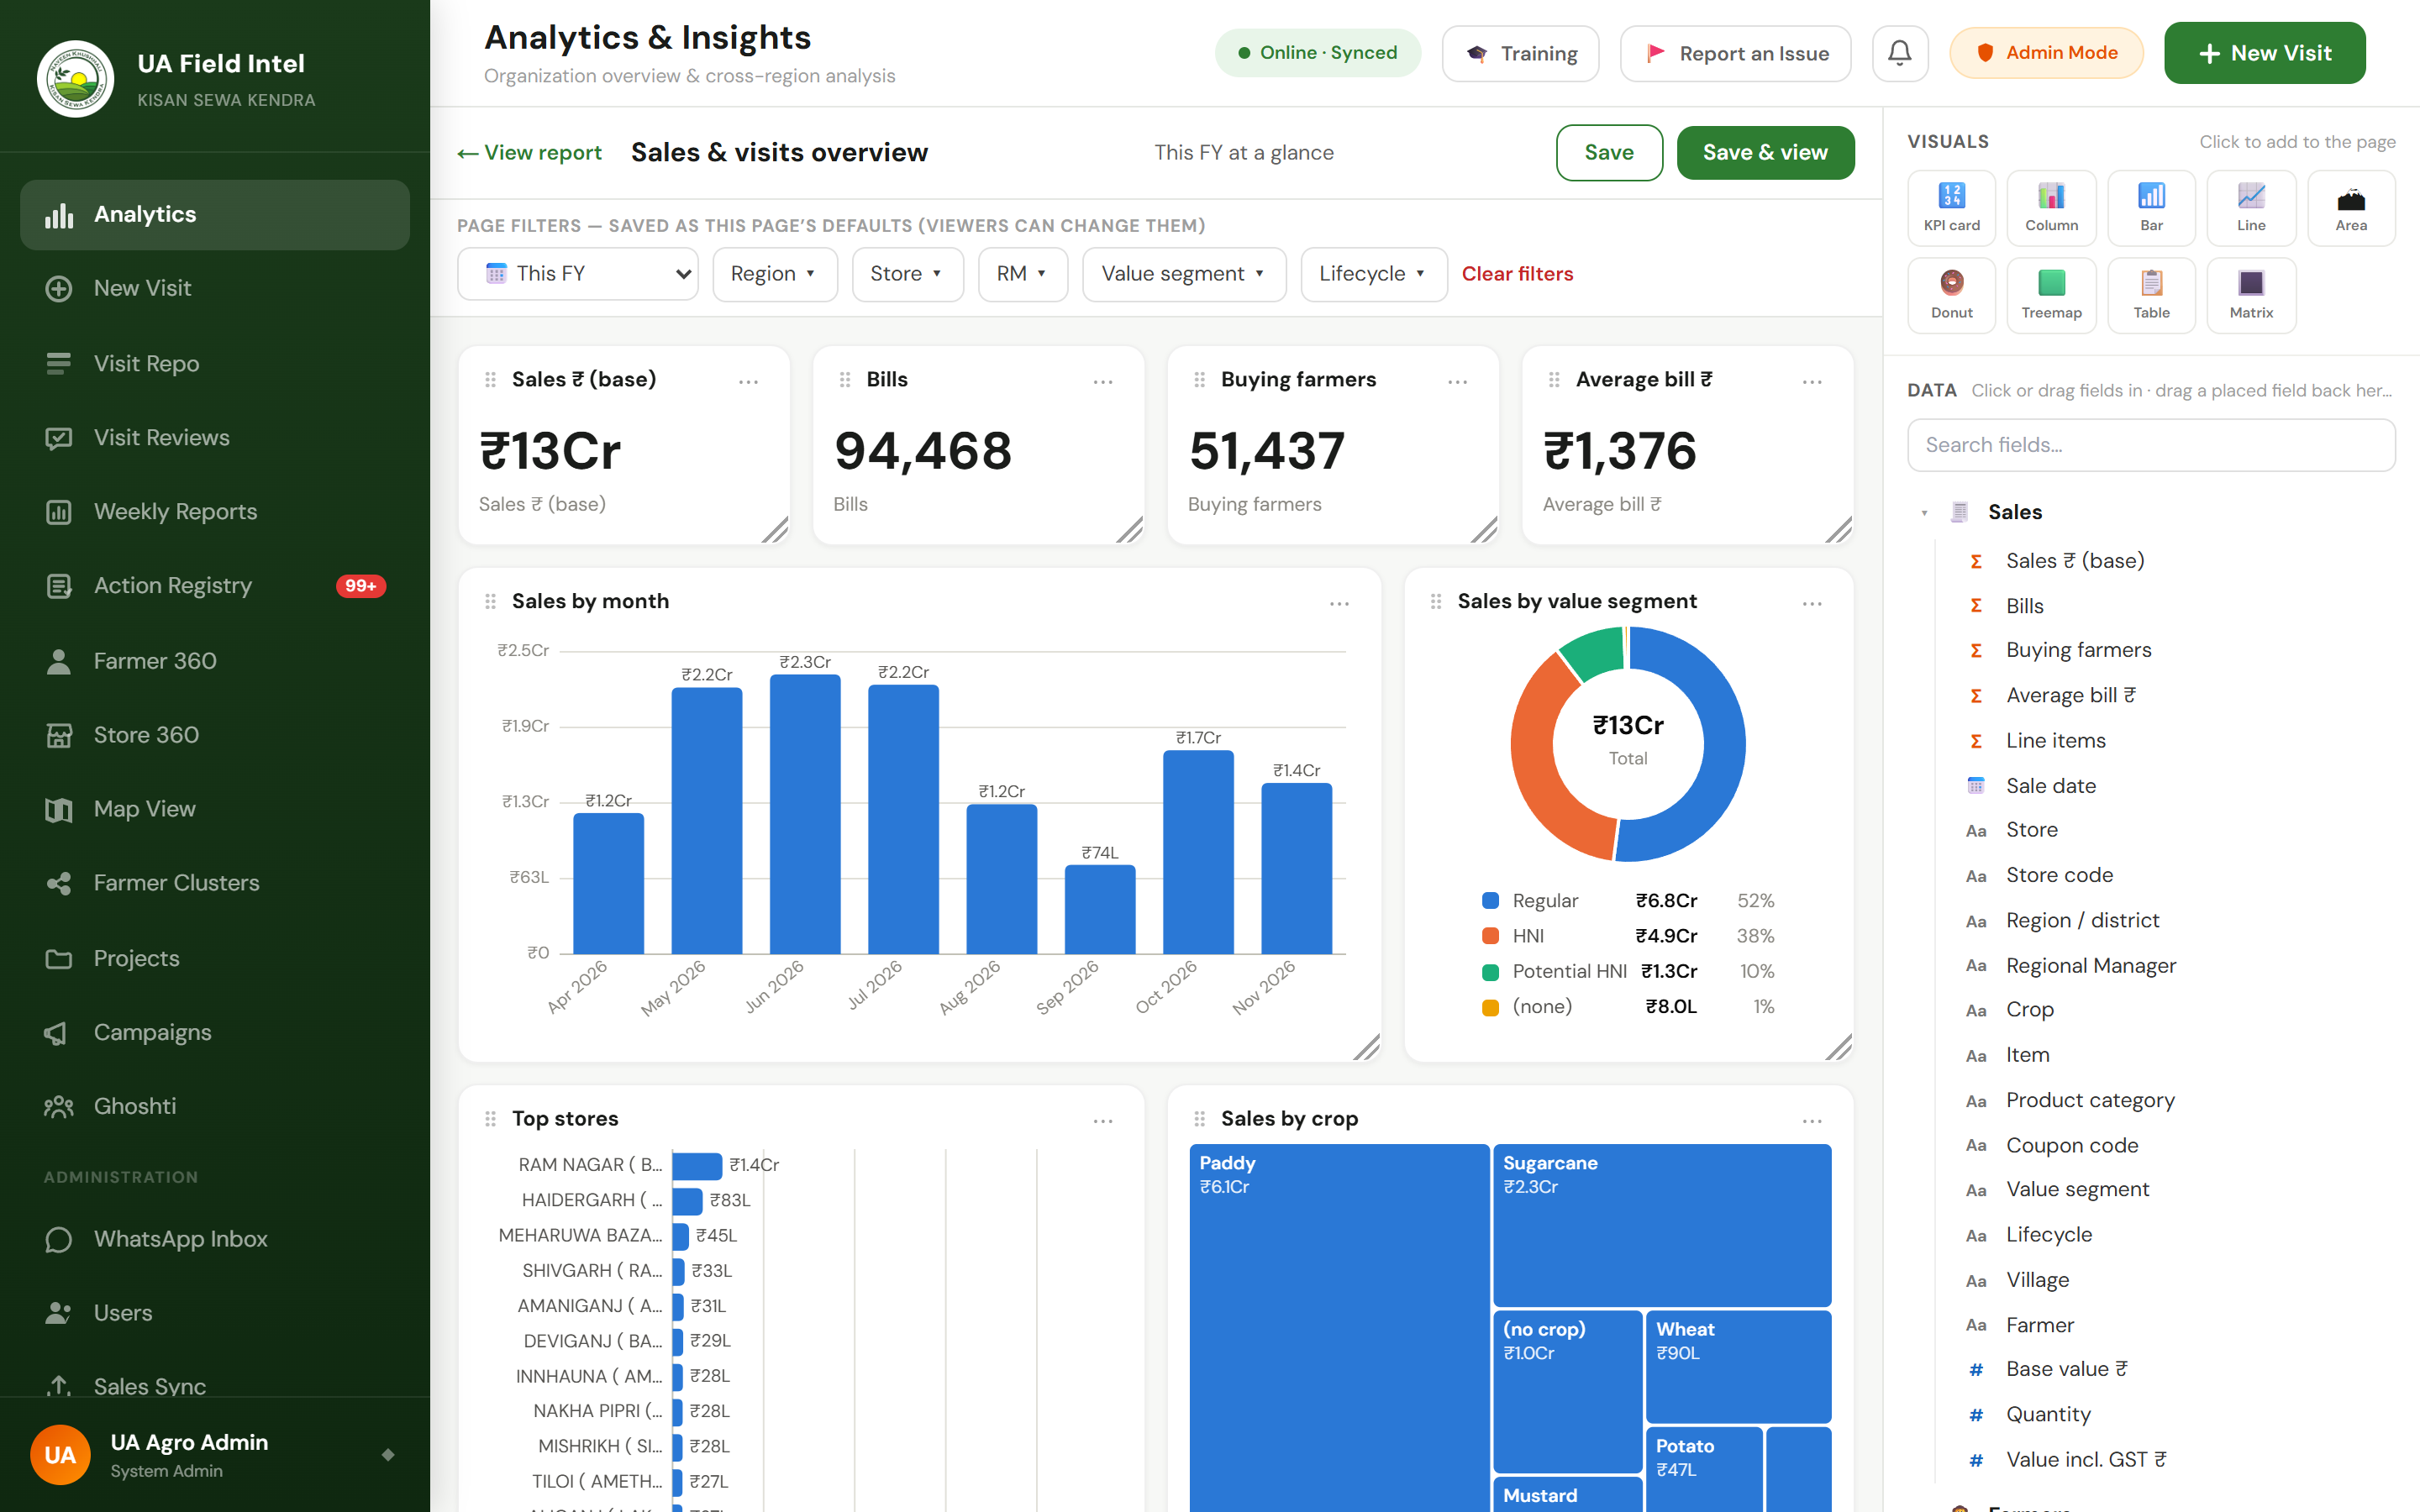 UA Field Intel
KISAN SEWA KENDRA
Analytics
New Visit
Visit Repo
Visit Reviews
Weekly Reports
Action Registry 99+
Farmer 360
Store 360
Map View
Farmer Clusters
Projects
Campaigns
Ghoshti
ADMINISTRATION
WhatsApp Inbox
Users
Sales Sync
UA
UA Agro Admin
System Admin
Analytics & Insights
Organization overview & cross-region analysis
Online · Synced
Training
Report an Issue
Admin Mode
+ New Visit
← View report
Sales & visits overview
This FY at a glance
Save
Save & view
PAGE FILTERS — SAVED AS THIS PAGE’S DEFAULTS (VIEWERS CAN CHANGE THEM)
This FY
Region ▾
Store ▾
RM ▾
Value segment ▾
Lifecycle ▾
Clear filters
Sales ₹ (base) ...
₹13Cr
Sales ₹ (base)
Bills ...
94,468
Bills
Buying farmers ...
51,437
Buying farmers
Average bill ₹ ...
₹1,376
Average bill ₹
Sales by month ...
₹2.5Cr
₹1.9Cr
₹1.3Cr
₹63L
₹0
₹1.2Cr
₹2.2Cr
₹2.3Cr
₹2.2Cr
₹1.2Cr
₹74L
₹1.7Cr
₹1.4Cr
Apr 2026
May 2026
Jun 2026
Jul 2026
Aug 2026
Sep 2026
Oct 2026
Nov 2026
Sales by value segment ...
₹13Cr
Total
Regular ₹6.8Cr 52%
HNI ₹4.9Cr 38%
Potential HNI ₹1.3Cr 10%
(none) ₹8.0L 1%
Top stores ...
RAM NAGAR ( B... ₹1.4Cr
HAIDERGARH ( ... ₹83L
MEHARUWA BAZA... ₹45L
SHIVGARH ( RA... ₹33L
AMANIGANJ ( A... ₹31L
DEVIGANJ ( BA... ₹29L
INNHAUNA ( AM... ₹28L
NAKHA PIPRI (... ₹28L
MISHRIKH ( SI... ₹28L
TILOI ( AMETH... ₹27L
Sales by crop ...
Paddy
₹6.1Cr
Sugarcane
₹2.3Cr
(no crop)
₹1.0Cr
Wheat
₹90L
Potato
₹47L
Mustard
VISUALS
Click to add to the page
KPI card
Column
Bar
Line
Area
Donut
Treemap
Table
Matrix
DATA
Click or drag fields in · drag a placed field back her...
Search fields...
▾ Sales
Σ Sales ₹ (base)
Σ Bills
Σ Buying farmers
Σ Average bill ₹
Σ Line items
Sale date
Aa Store
Aa Store code
Aa Region / district
Aa Regional Manager
Aa Crop
Aa Item
Aa Product category
Aa Coupon code
Aa Value segment
Aa Lifecycle
Aa Village
Aa Farmer
# Base value ₹
# Quantity
# Value incl. GST ₹